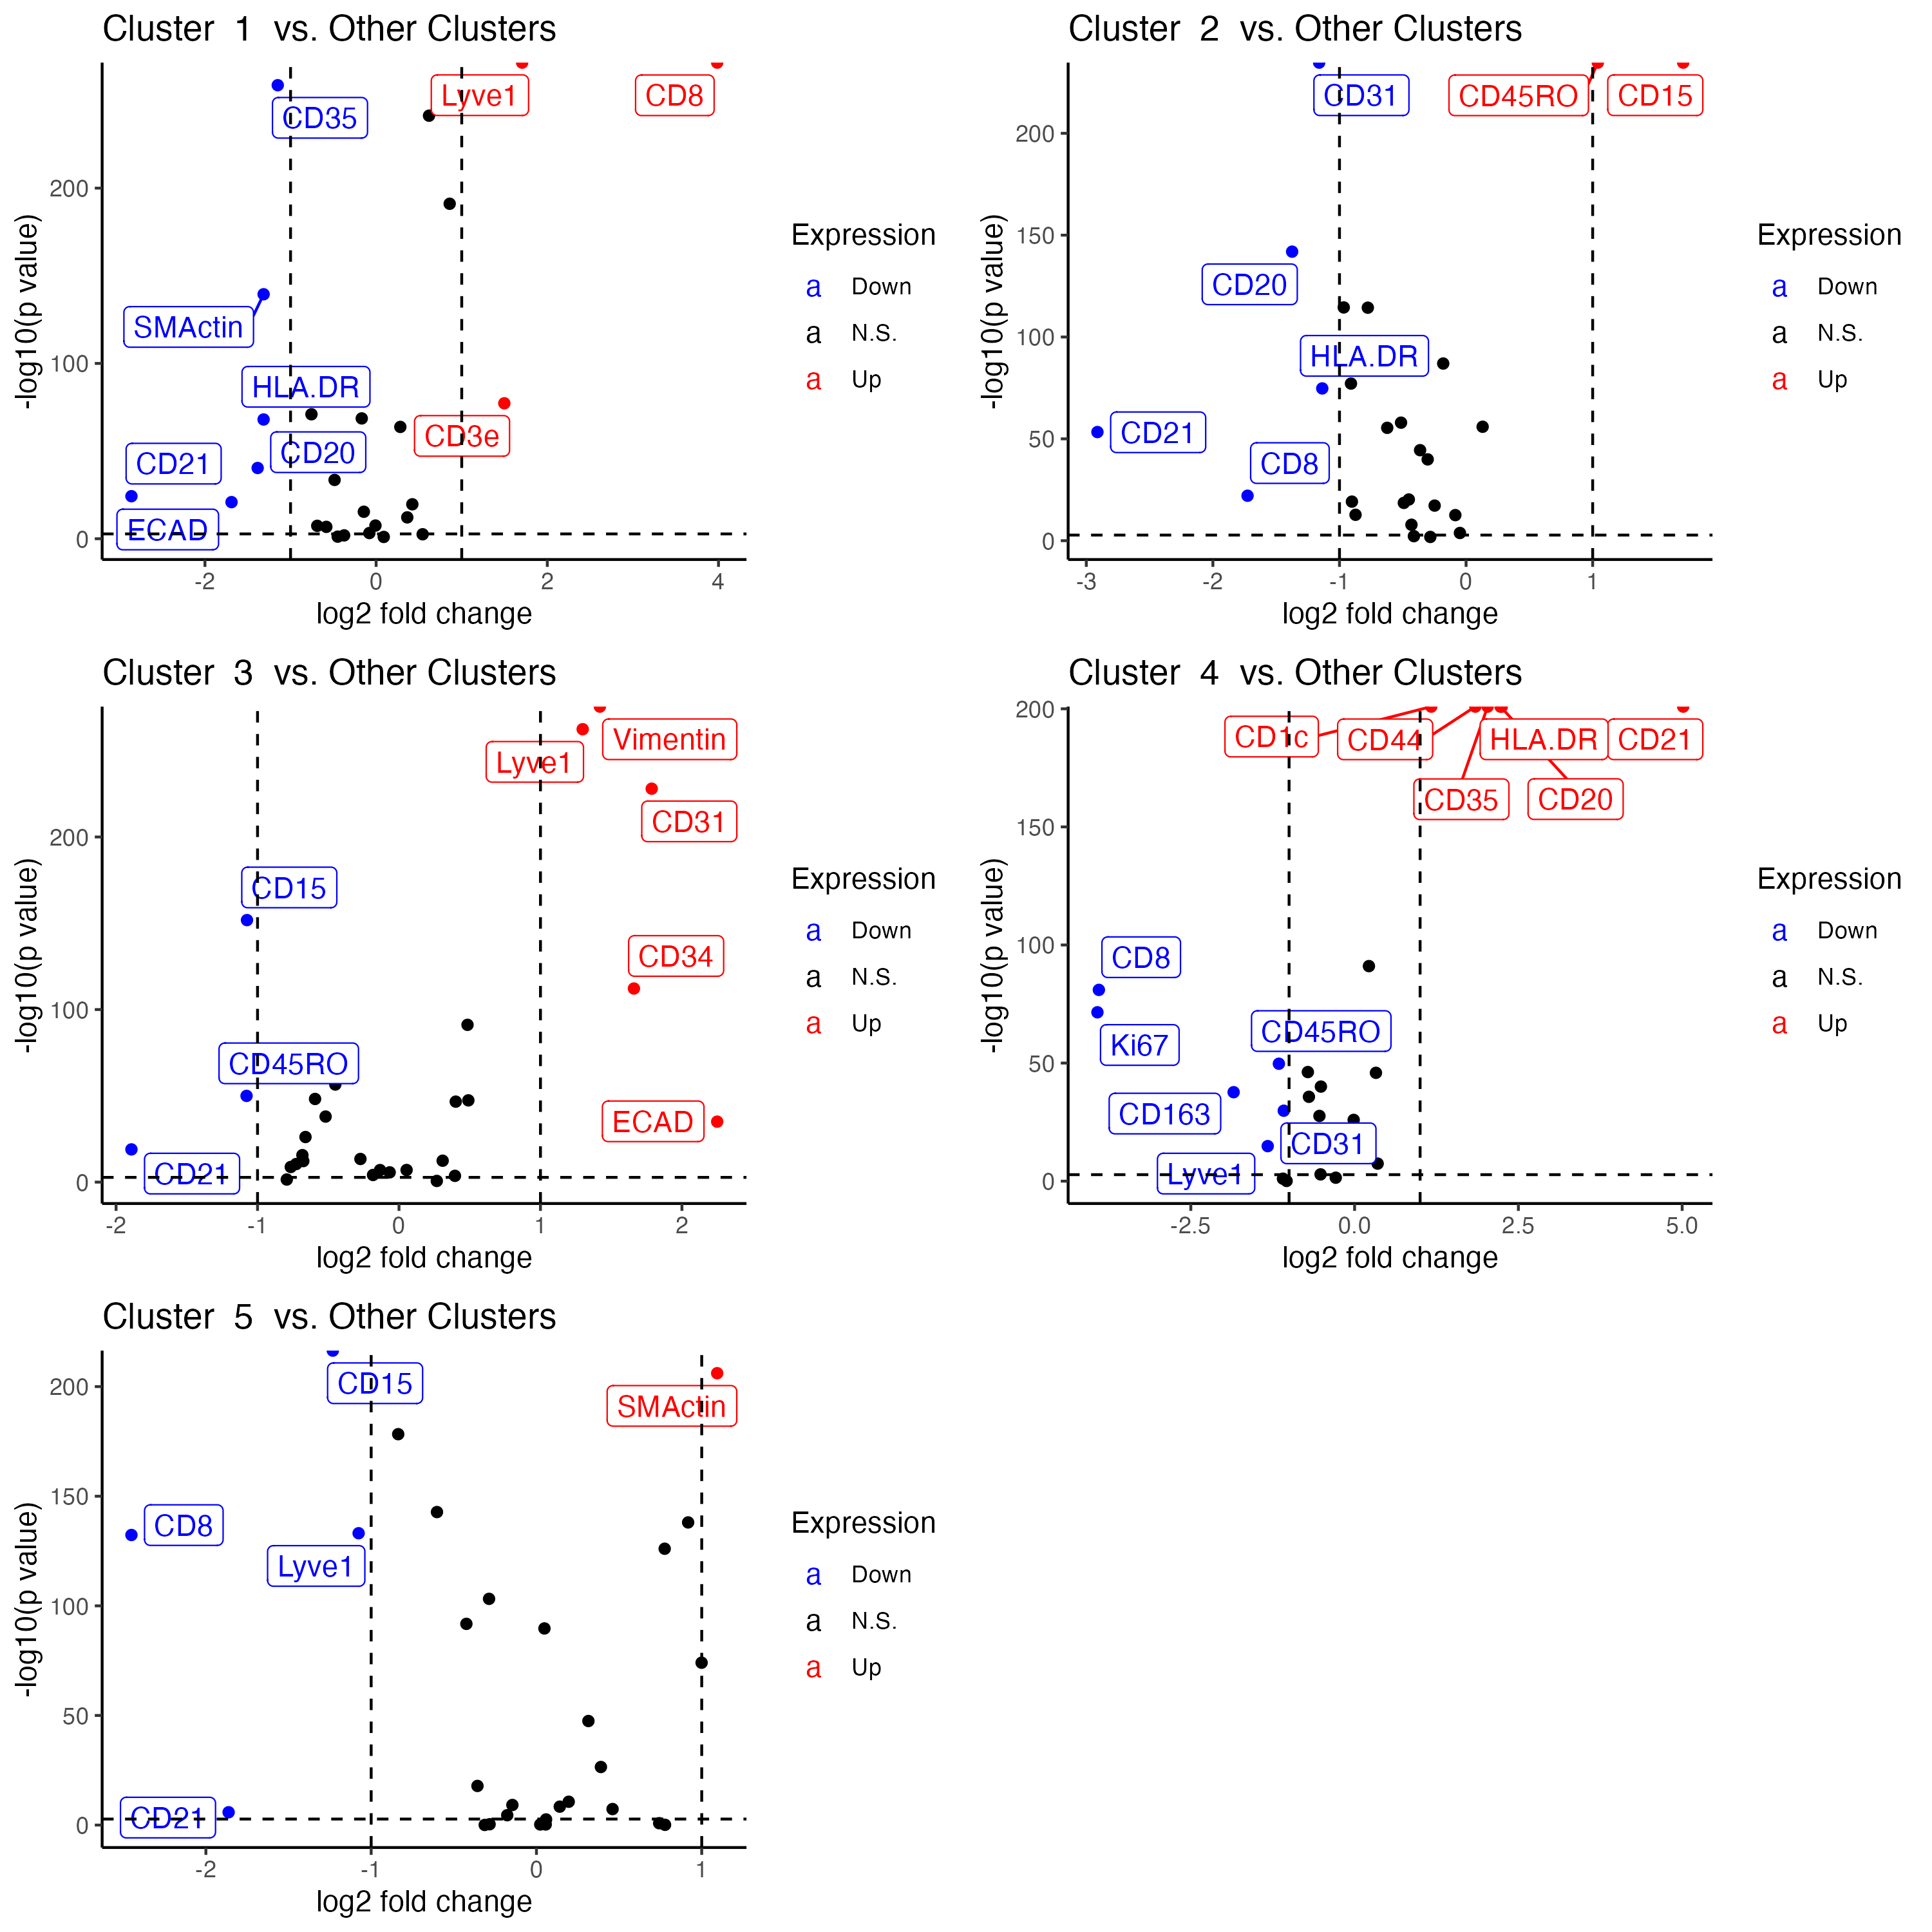 Cluster 1 vs. Other Clusters
-log10(p value)
200
100
0
-2
0
2
4
log2 fold change
CD35
Lyve1
CD8
SMActin
HLA.DR
CD3e
CD20
CD21
ECAD
Expression
a Down
a N.S.
a Up
Cluster 2 vs. Other Clusters
-log10(p value)
200
150
100
50
0
-3
-2
-1
0
1
log2 fold change
CD31
CD45RO
CD15
CD20
HLA.DR
CD21
CD8
Expression
a Down
a N.S.
a Up
Cluster 3 vs. Other Clusters
-log10(p value)
200
100
0
-2
-1
0
1
2
log2 fold change
Vimentin
Lyve1
CD31
CD15
CD34
CD45RO
ECAD
CD21
Expression
a Down
a N.S.
a Up
Cluster 4 vs. Other Clusters
-log10(p value)
200
150
100
50
0
-2.5
0.0
2.5
5.0
log2 fold change
CD1c
CD44
HLA.DR
CD21
CD35
CD20
CD8
Ki67
CD45RO
CD163
CD31
Lyve1
Expression
a Down
a N.S.
a Up
Cluster 5 vs. Other Clusters
-log10(p value)
200
150
100
50
0
-2
-1
0
1
log2 fold change
CD15
SMActin
CD8
Lyve1
CD21
Expression
a Down
a N.S.
a Up